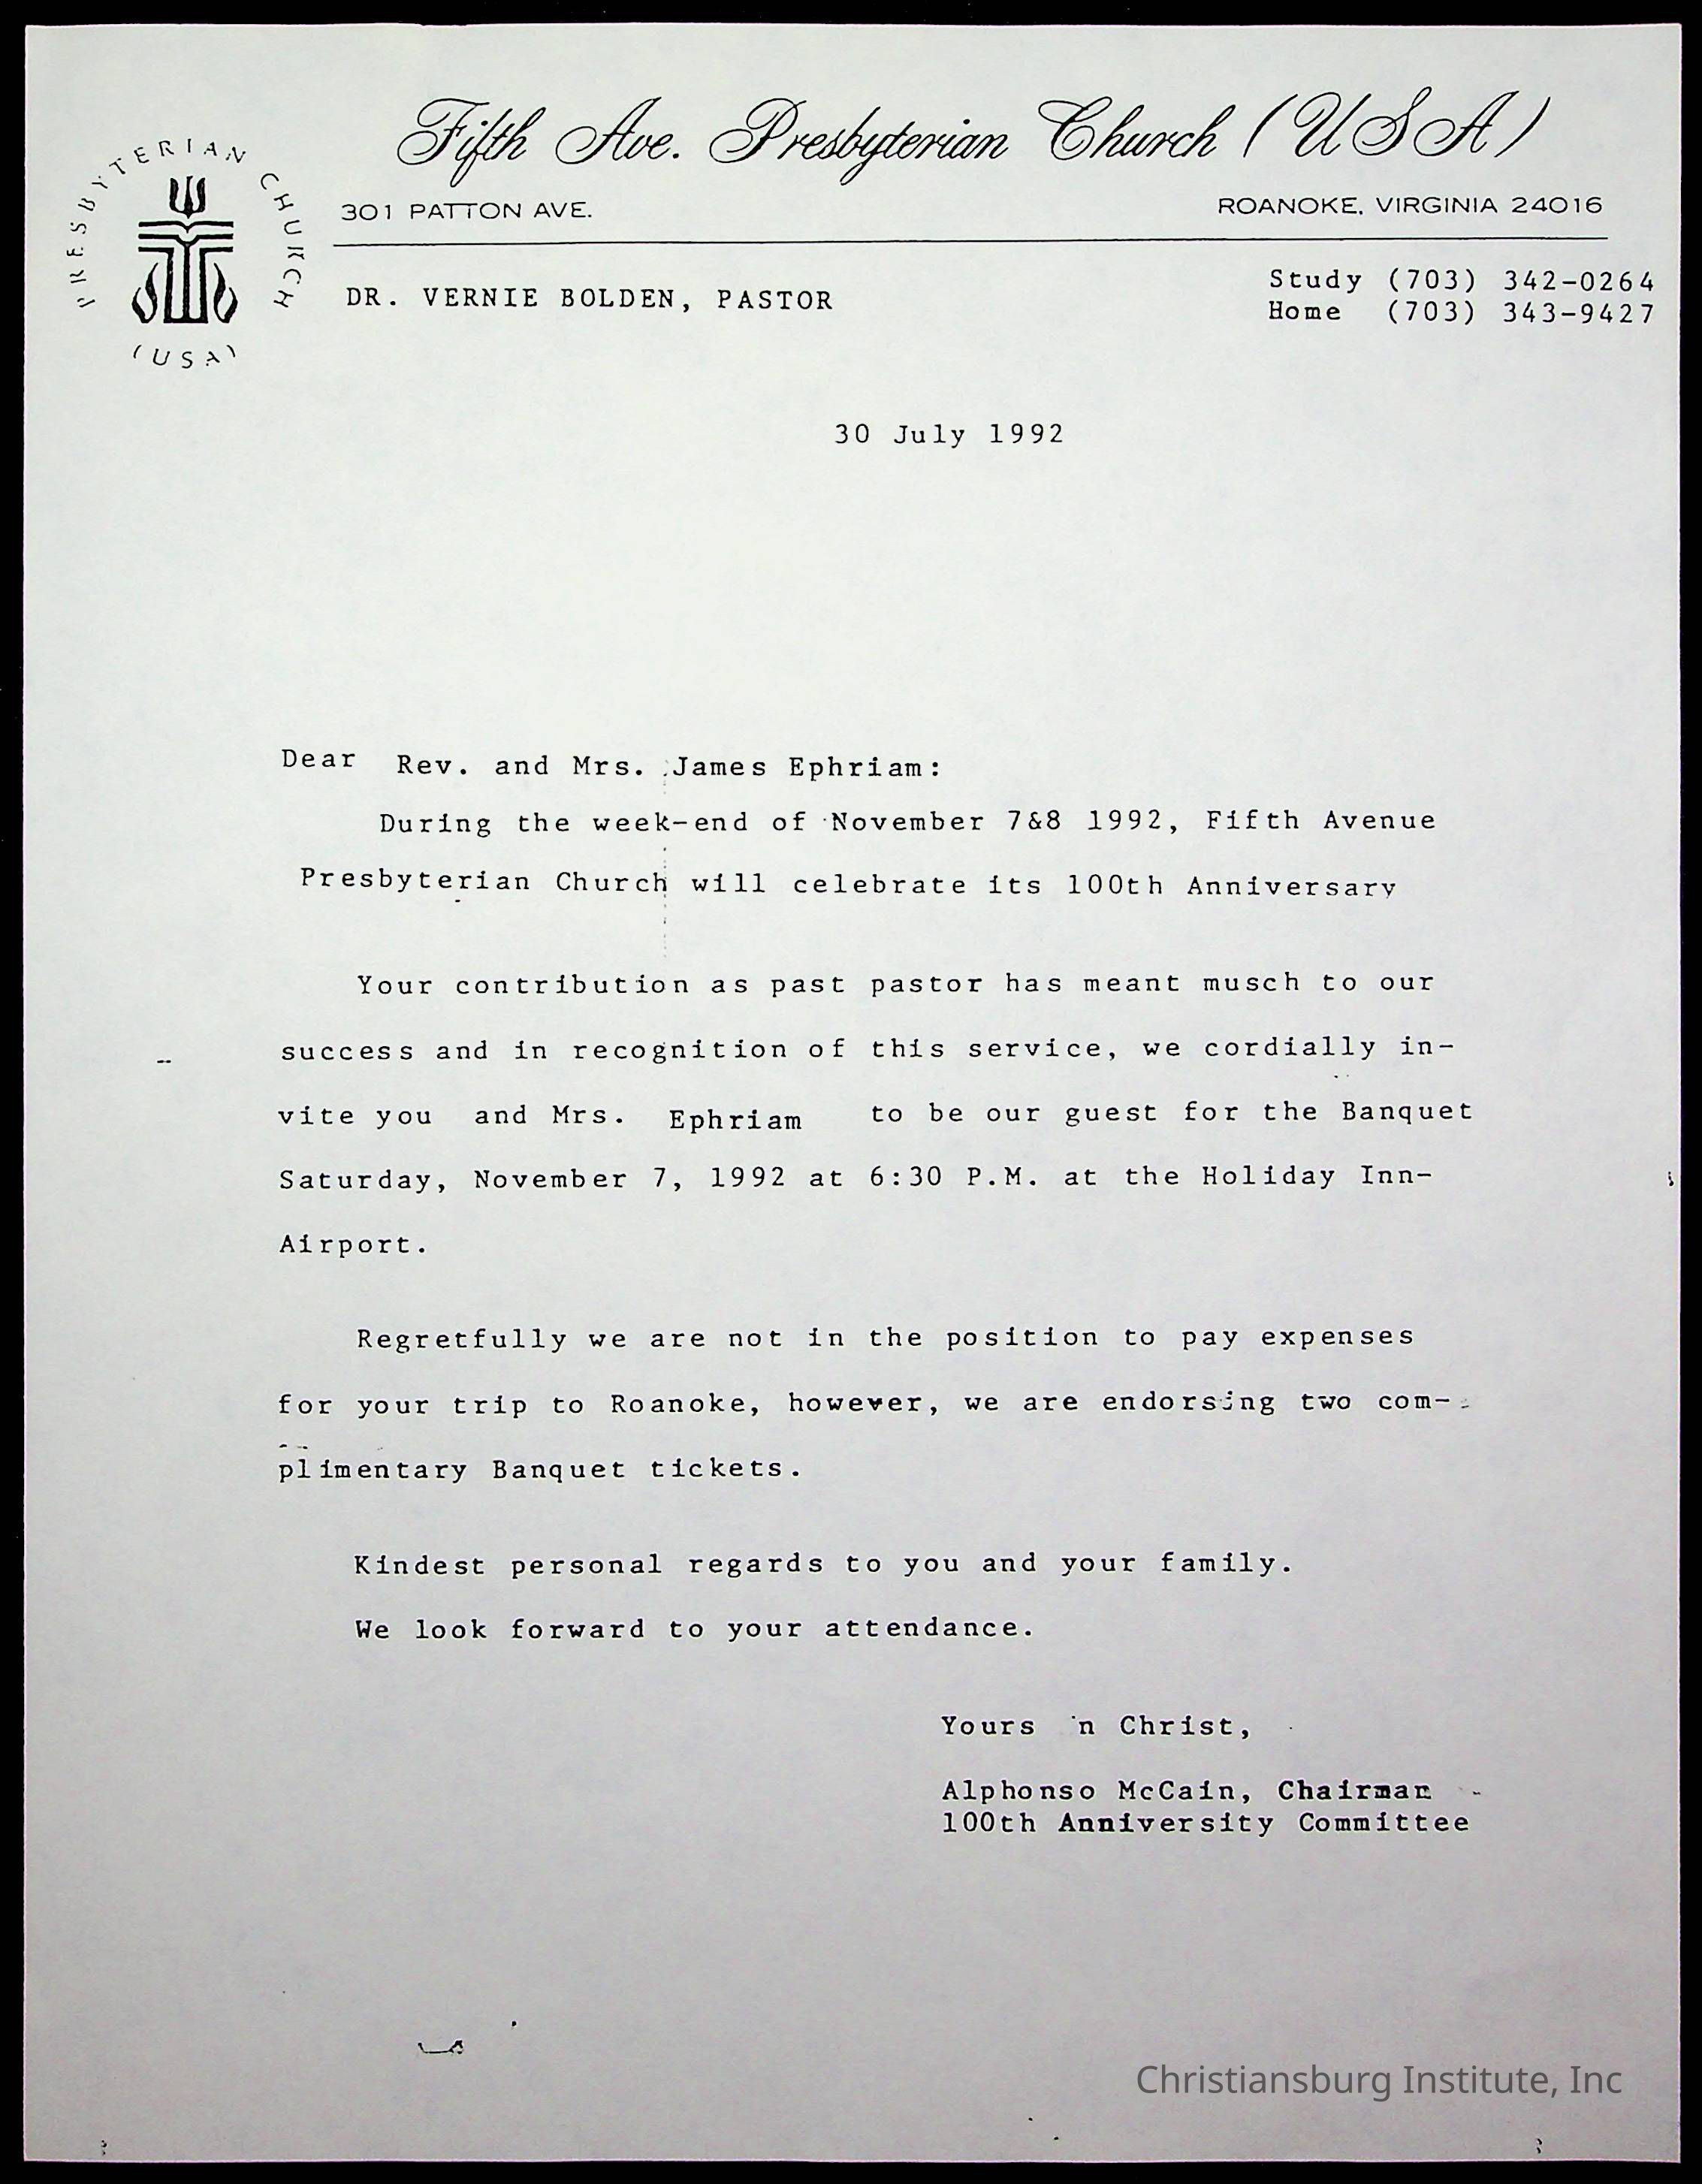 Fifth Ave. Presbyterian Church (USA)
PRESBYTERIAN CHURCH
(USA)
301 PATTON AVE.
ROANOKE, VIRGINIA 24016
DR. VERNIE BOLDEN, PASTOR
Study (703) 342-0264
Home (703) 343-9427
30 July 1992
Dear Rev. and Mrs. James Ephriam:
During the week-end of November 7&8 1992, Fifth Avenue
Presbyterian Church will celebrate its 100th Anniversary
Your contribution as past pastor has meant musch to our
success and in recognition of this service, we cordially in-
vite you and Mrs. Ephriam to be our guest for the Banquet
Saturday, November 7, 1992 at 6:30 P.M. at the Holiday Inn-
Airport.
Regretfully we are not in the position to pay expenses
for your trip to Roanoke, however, we are endorsing two com-
plimentary Banquet tickets.
Kindest personal regards to you and your family.
We look forward to your attendance.
Yours in Christ,
Alphonso McCain, Chairman
100th Anniversity Committee
Christiansburg Institute, Inc